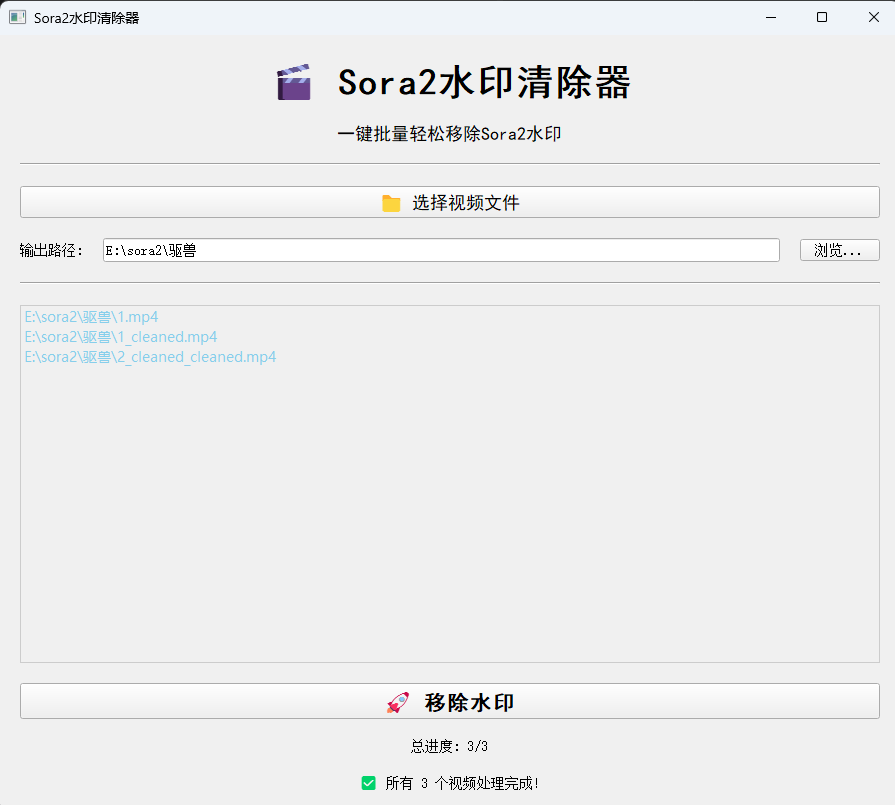 Sora2水印清除器
Sora2水印清除器
一键批量轻松移除Sora2水印
选择视频文件
输出路径： E:\sora2\驱兽 浏览...
E:\sora2\驱兽\1.mp4
E:\sora2\驱兽\1_cleaned.mp4
E:\sora2\驱兽\2_cleaned_cleaned.mp4
移除水印
总进度：3/3
所有 3 个视频处理完成！